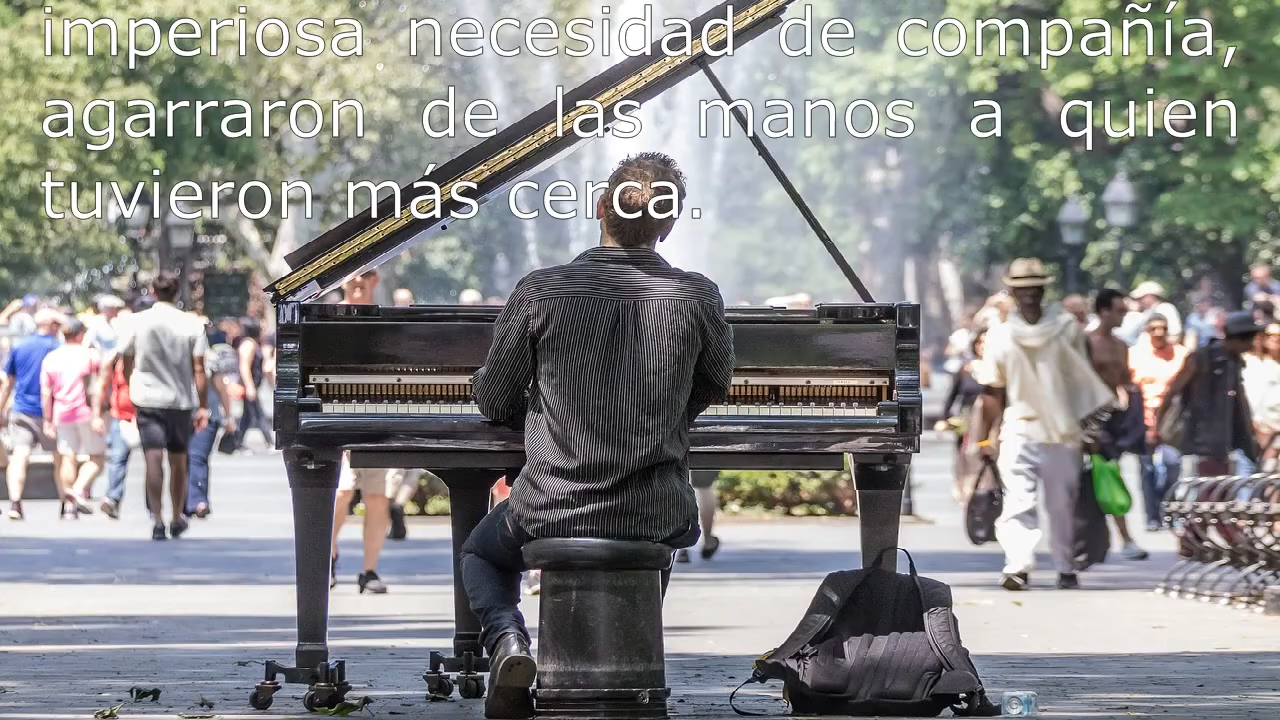 imperiosa necesidad de compañía,
agarraron de las manos a quien
tuvieron más cerca.